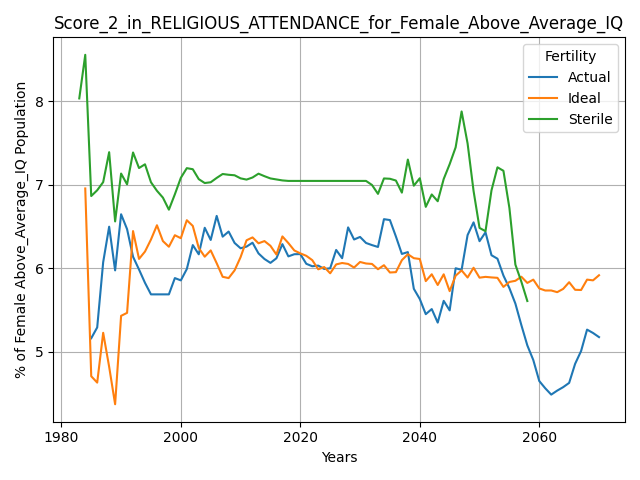 Score_2_in_RELIGIOUS_ATTENDANCE_for_Female_Above_Average_IQ
% of Female Above_Average_IQ Population
8
7
6
5
Fertility
Actual
Ideal
Sterile
1980
2000
2020
2040
2060
Years